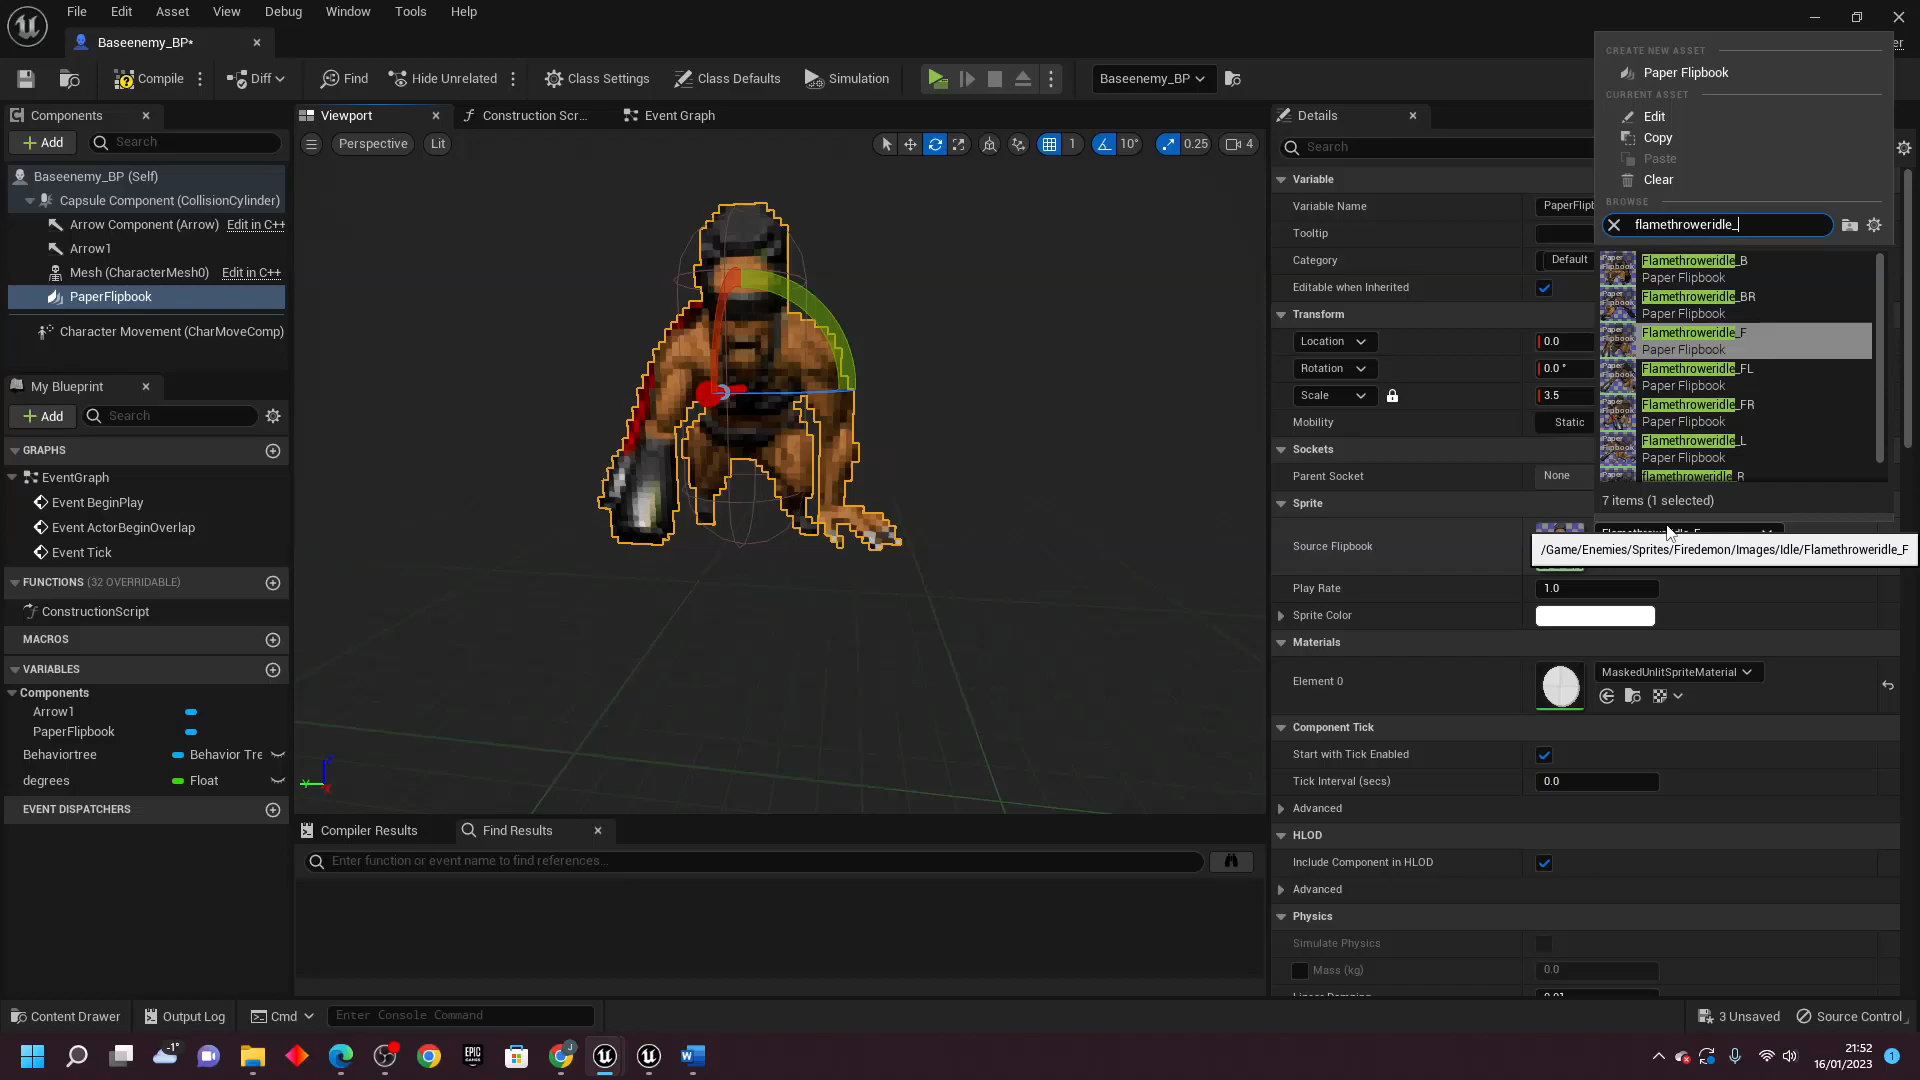 File Edit Asset View Debug Window Tools Help
Baseenemy_BP*
Compile Diff Find Hide Unrelated Class Settings Class Defaults Simulation Baseenemy_BP
Components
Add Search
Baseenemy_BP (Self)
Capsule Component (CollisionCylinder)
Arrow Component (Arrow) Edit in C++
Arrow1
Mesh (CharacterMesh0) Edit in C++
PaperFlipbook
Character Movement (CharMoveComp)
My Blueprint
Add Search
GRAPHS
EventGraph
Event BeginPlay
Event ActorBeginOverlap
Event Tick
FUNCTIONS (32 OVERRIDABLE)
ConstructionScript
MACROS
VARIABLES
Components
Arrow1
PaperFlipbook
Behaviortree Behavior Tre
degrees Float
EVENT DISPATCHERS
Viewport Construction Scr... Event Graph
Perspective Lit 1 10° 0.25 4
Compiler Results Find Results
Enter function or event name to find references...
Details
Search
Variable
Variable Name PaperFlipb
Tooltip
Category Default
Editable when Inherited
Transform
Location 0.0
Rotation 0.0 °
Scale 3.5
Mobility Static
Sockets
Parent Socket None
Sprite
Source Flipbook
Play Rate 1.0
Sprite Color
Materials
Element 0 MaskedUnlitSpriteMaterial
Component Tick
Start with Tick Enabled
Tick Interval (secs) 0.0
Advanced
HLOD
Include Component in HLOD
Advanced
Physics
Simulate Physics
Mass (kg) 0.0
CREATE NEW ASSET
Paper Flipbook
CURRENT ASSET
Edit
Copy
Paste
Clear
BROWSE
flamethroweridle_
Flamethroweridle_B
Paper Flipbook
Flamethroweridle_BR
Paper Flipbook
Flamethroweridle_F
Paper Flipbook
Flamethroweridle_FL
Paper Flipbook
Flamethroweridle_FR
Paper Flipbook
Flamethroweridle_L
Paper Flipbook
flamethroweridle_R
7 items (1 selected)
/Game/Enemies/Sprites/Firedemon/Images/Idle/Flamethroweridle_F
Content Drawer Output Log Cmd Enter Console Command 3 Unsaved Source Control
-1°
EPIC
GAMES
21:52
16/01/2023
1